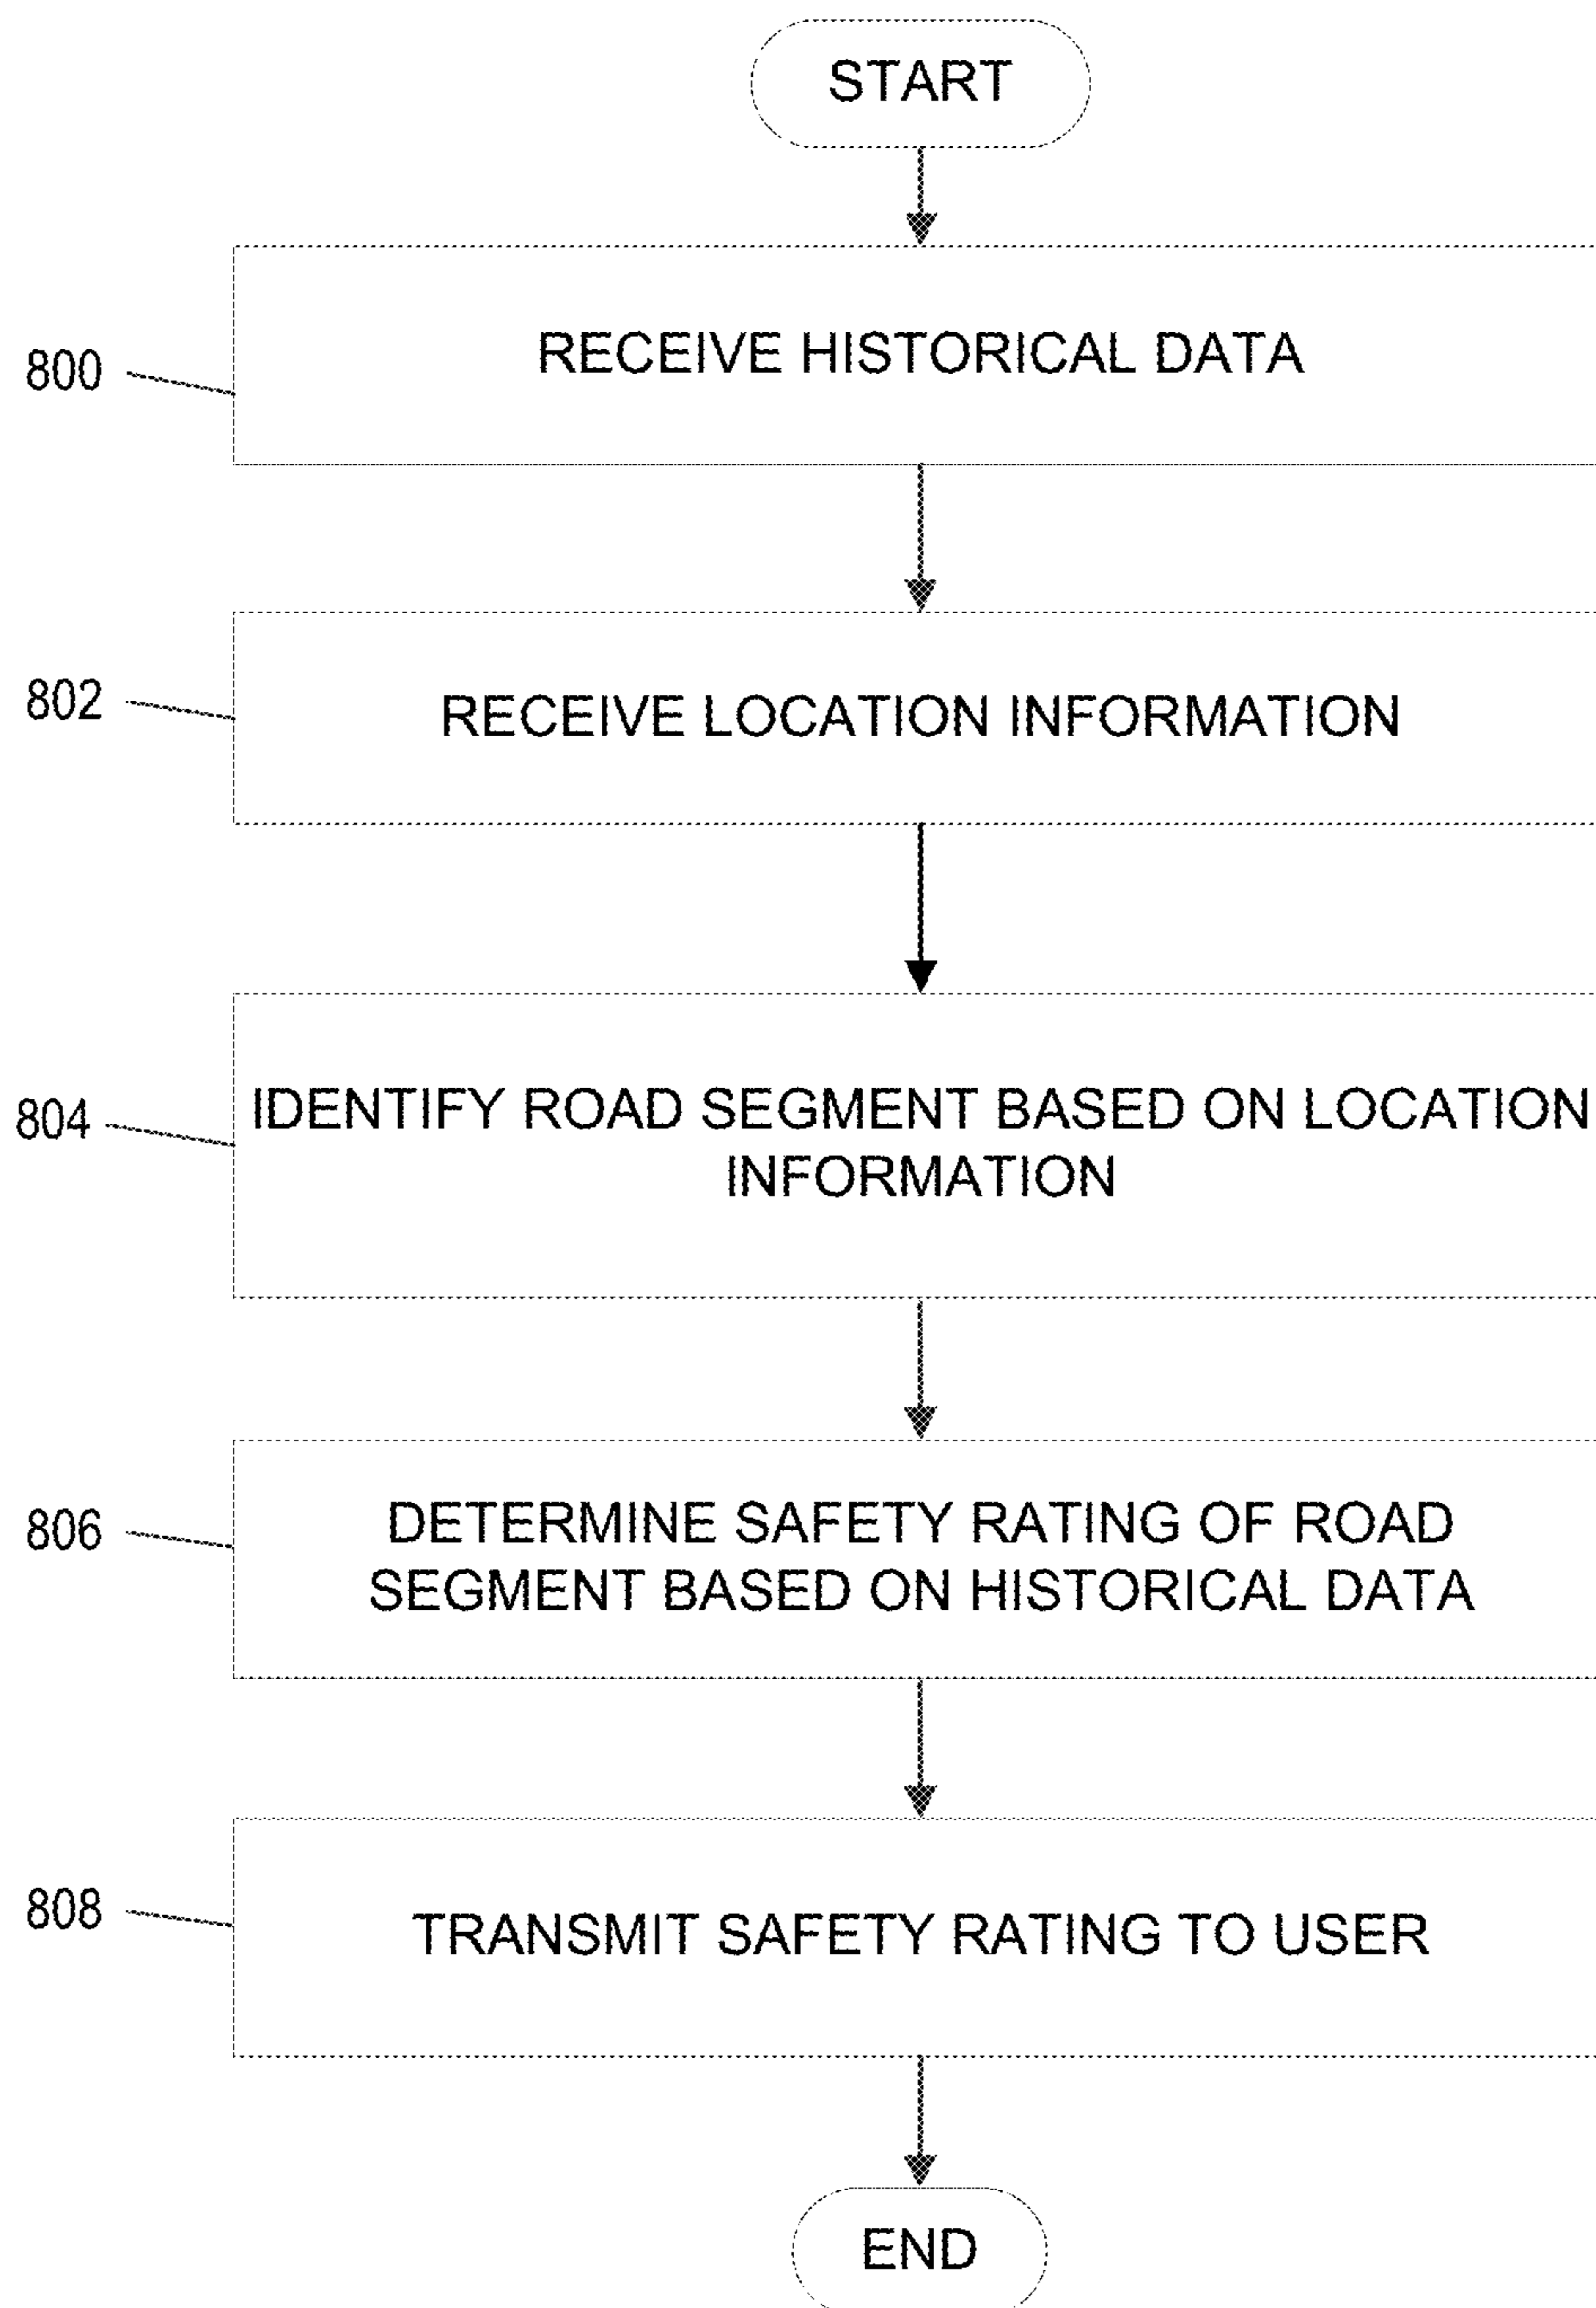 START
800
RECEIVE HISTORICAL DATA
802
RECEIVE LOCATION INFORMATION
804
IDENTIFY ROAD SEGMENT BASED ON LOCATION
INFORMATION
806
DETERMINE SAFETY RATING OF ROAD
SEGMENT BASED ON HISTORICAL DATA
808
TRANSMIT SAFETY RATING TO USER
END